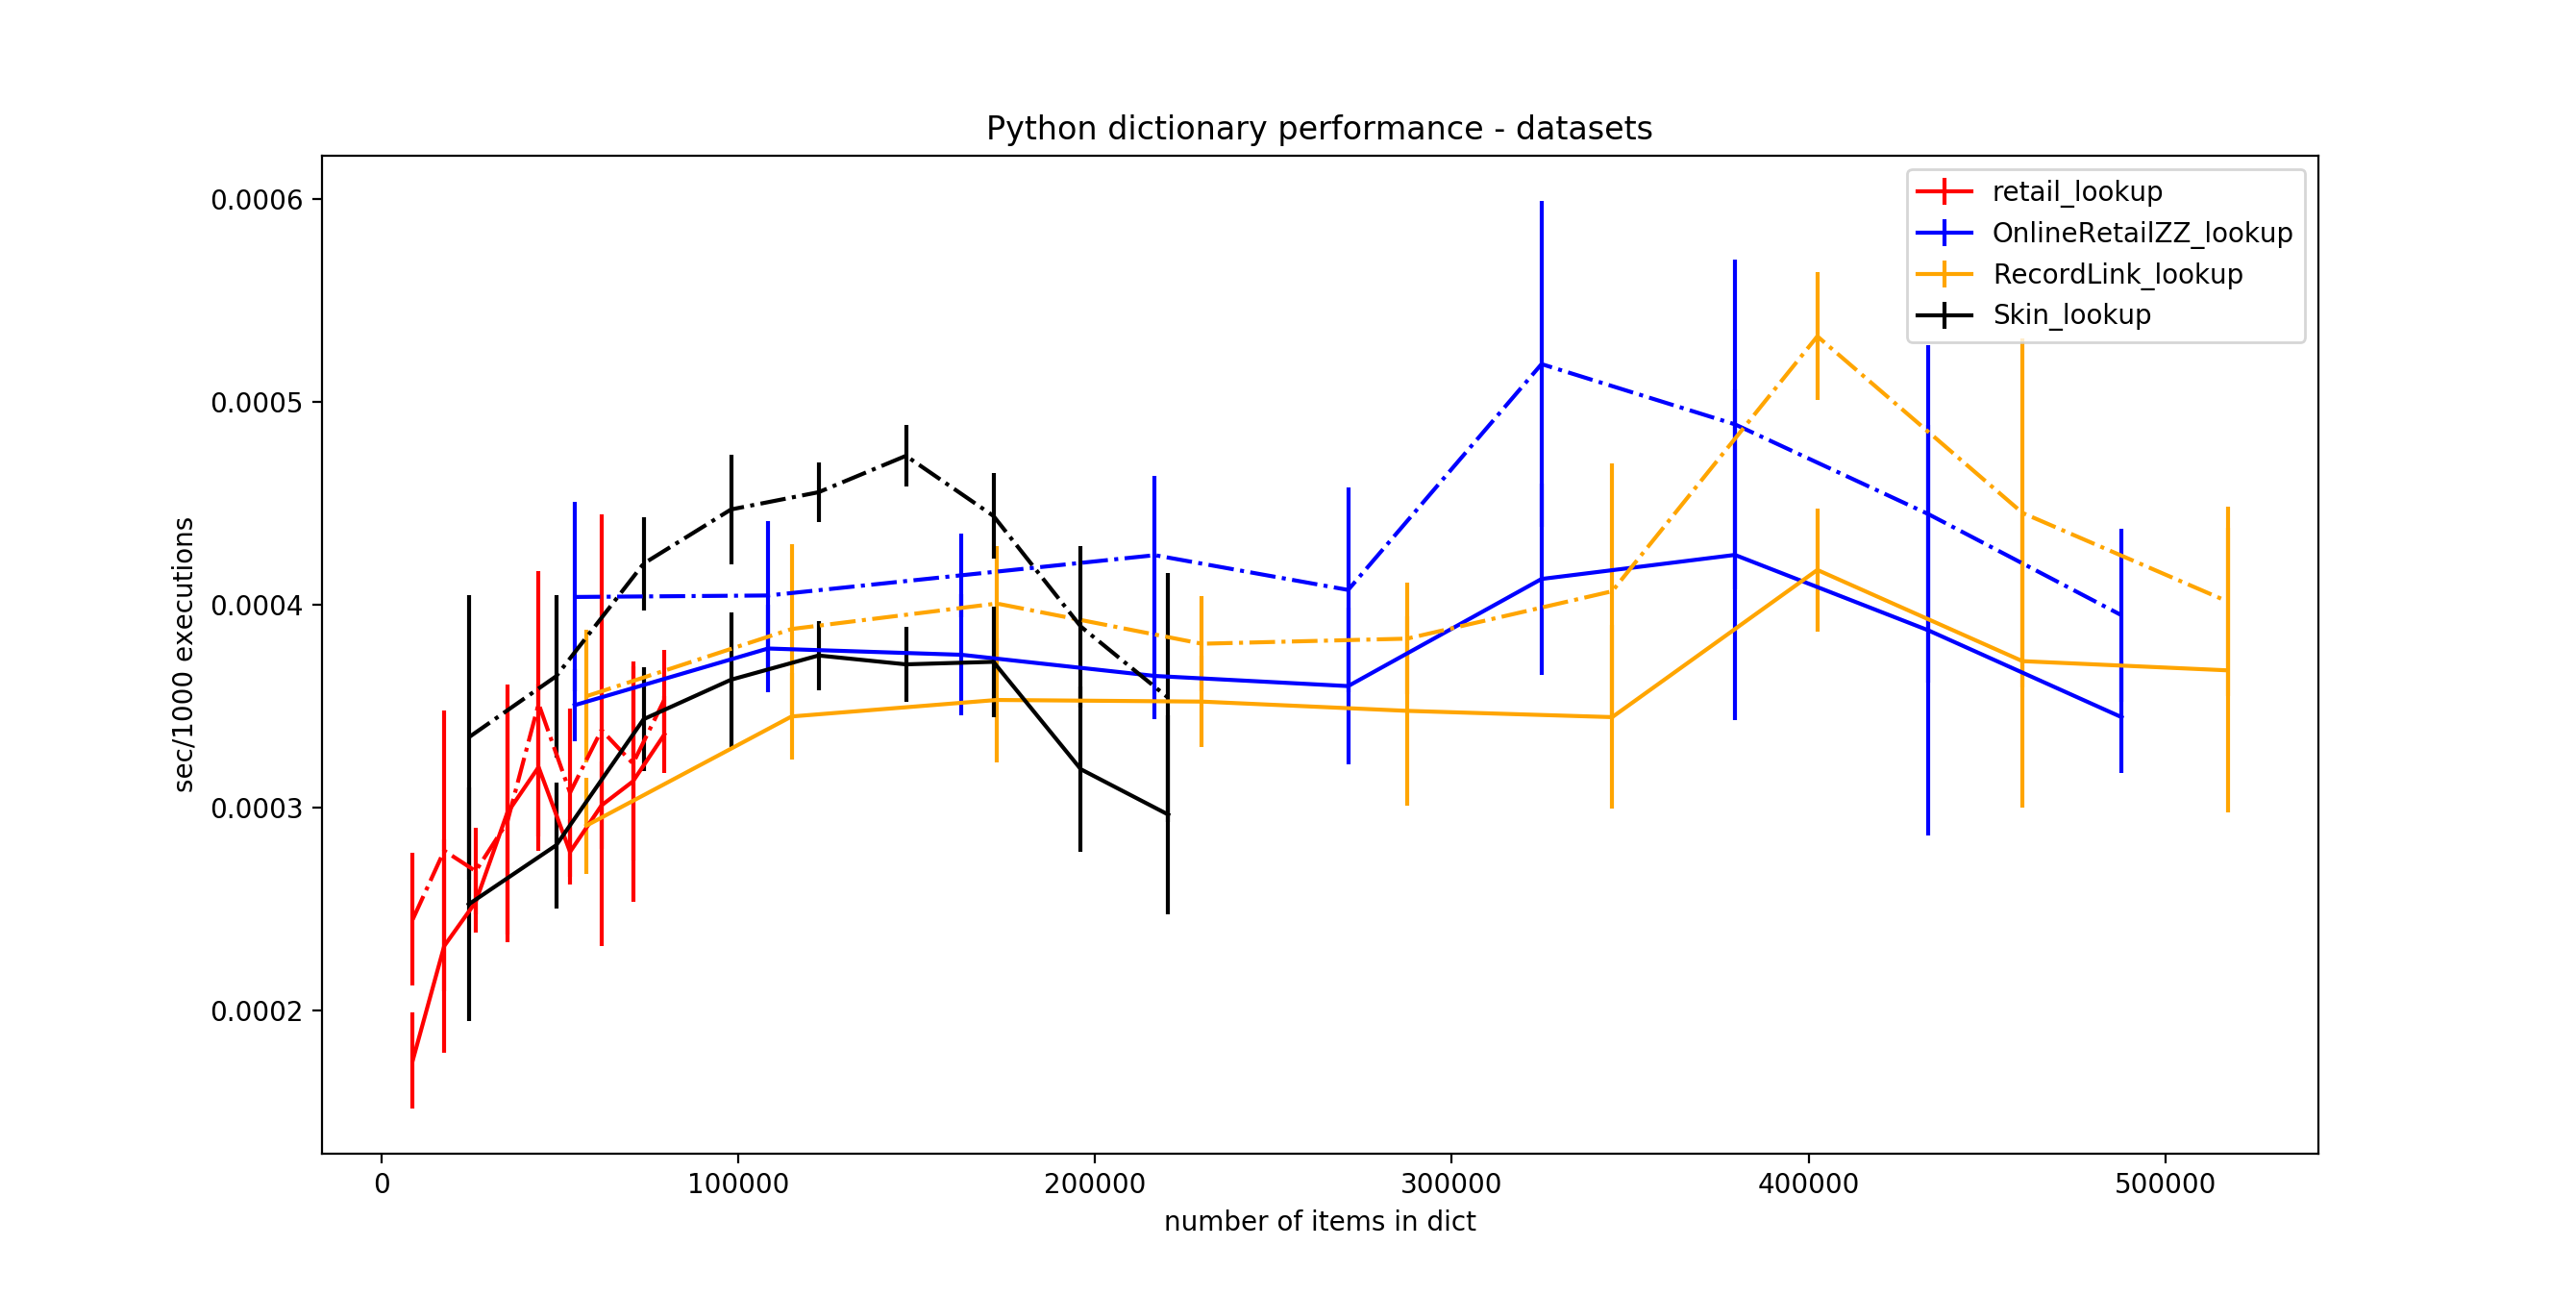 Python dictionary performance - datasets
retail_lookup
OnlineRetailZZ_lookup
RecordLink_lookup
Skin_lookup
0.0006
0.0005
0.0004
0.0003
0.0002
sec/1000 executions
0 100000 200000 300000 400000 500000
number of items in dict